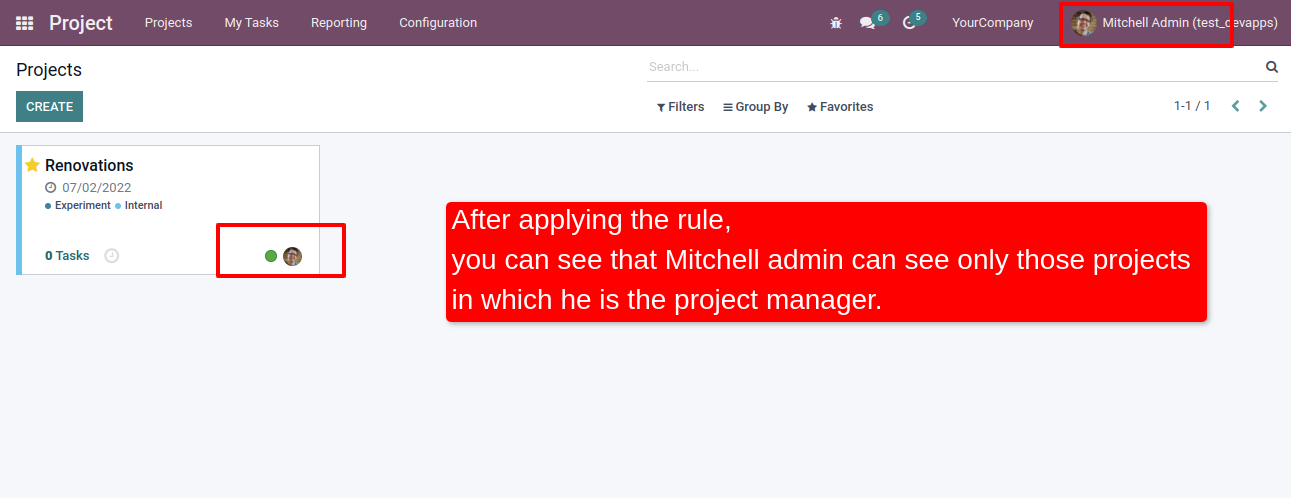 Project Projects My Tasks Reporting Configuration 6 5 YourCompany Mitchell Admin (test_devapps)
Projects
Search...
CREATE
Filters Group By Favorites 1-1 / 1
Renovations
07/02/2022
Experiment Internal
0 Tasks
After applying the rule,
you can see that Mitchell admin can see only those projects
in which he is the project manager.